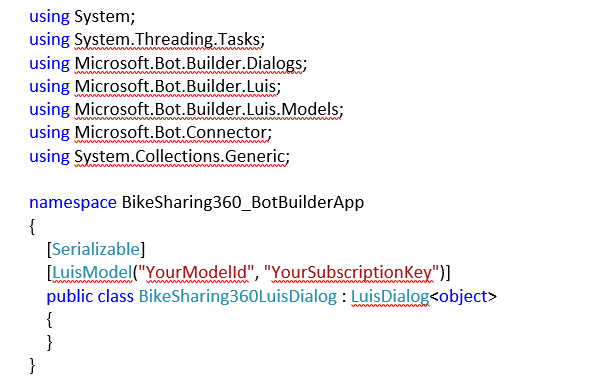 using System;
using System.Threading.Tasks;
using Microsoft.Bot.Builder.Dialogs;
using Microsoft.Bot.Builder.Luis;
using Microsoft.Bot.Builder.Luis.Models;
using Microsoft.Bot.Connector;
using System.Collections.Generic;

namespace BikeSharing360_BotBuilderApp
{
    [Serializable]
    [LuisModel("YourModelId", "YourSubscriptionKey")]
    public class BikeSharing360LuisDialog : LuisDialog<object>
    {
    }
}